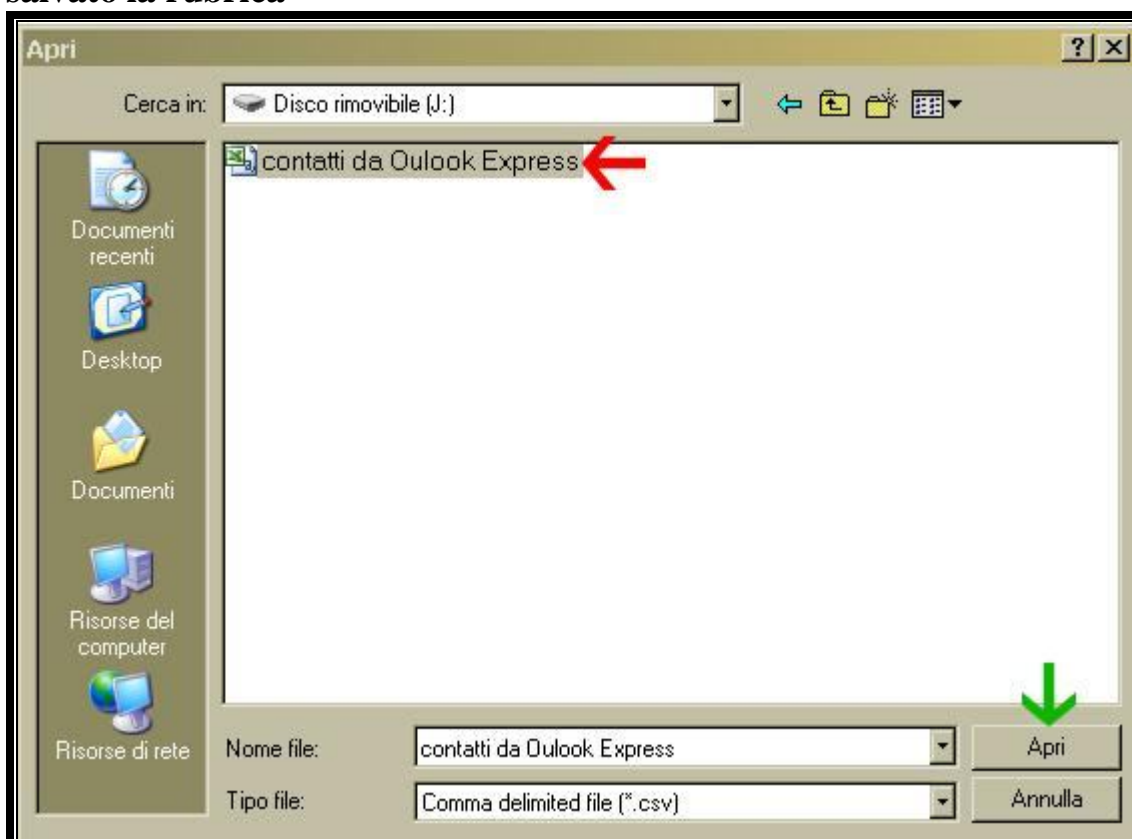 salvato la rubrica
Apri
Cerca in: Disco rimovibile (J:)
contatti da Oulook Express
Documenti
recenti
Desktop
Documenti
Risorse del
computer
Risorse di rete
Nome file: contatti da Oulook Express Apri
Tipo file: Comma delimited file (*.csv) Annulla